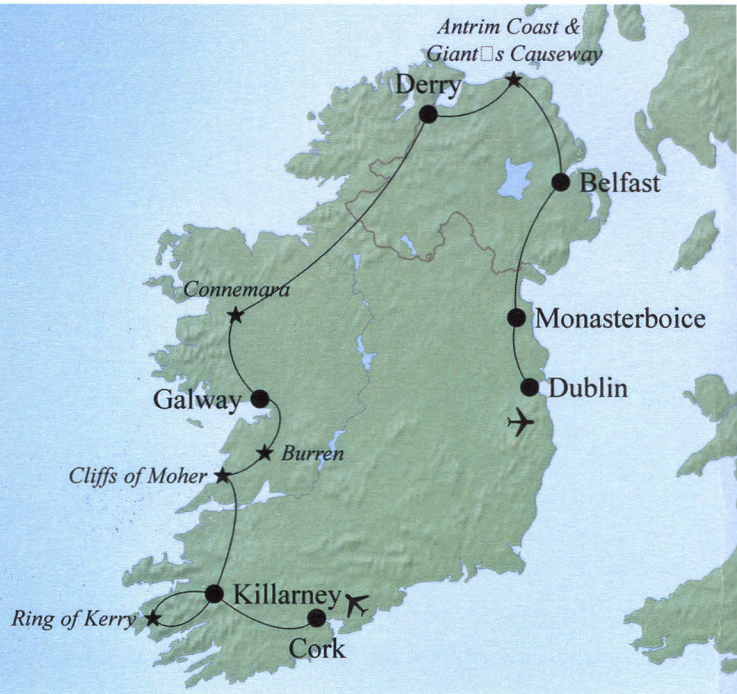 Antrim Coast &
Giant□s Causeway
Derry
Belfast
Connemara
Monasterboice
Dublin
Galway
Burren
Cliffs of Moher
Killarney
Ring of Kerry
Cork